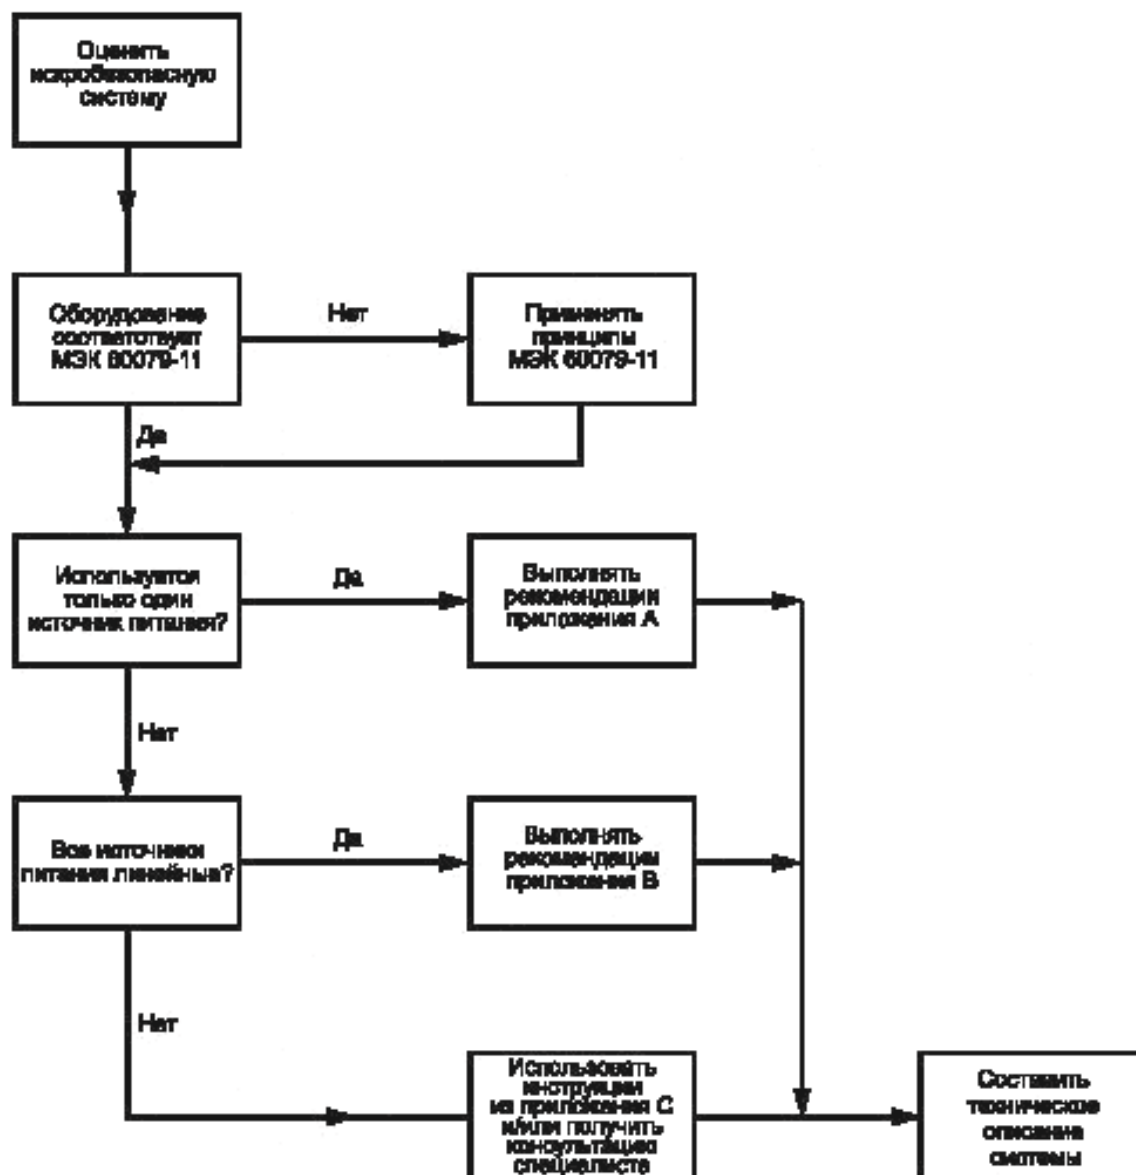 Оценить
искробезопасную
систему
Оборудование
соответствует
МЭК 60079-11
Нет
Применять
принципы
МЭК 60079-11
Да
Используется
только один
источник питания?
Да
Выполнять
рекомендации
приложения А
Нет
Все источники
питания линейные?
Да
Выполнять
рекомендации
приложения В
Нет
Использовать
инструкции
из приложения С
и/или получить
консультацию
специалиста
Составить
техническое
описание
системы